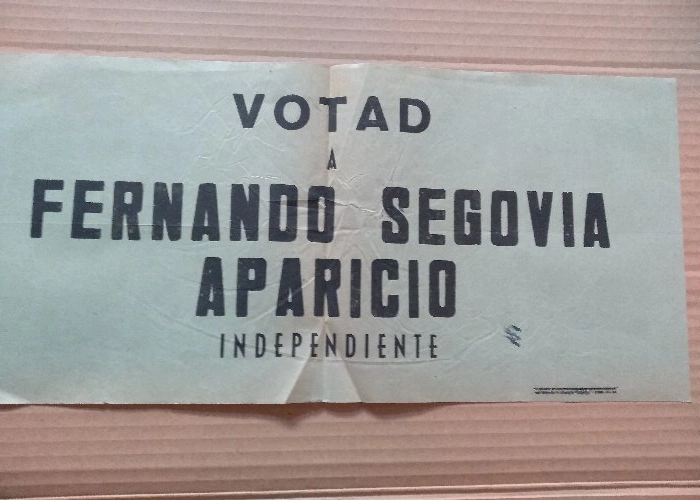 VOTAD
A
FERNANDO SEGOVIA
APARICIO
INDEPENDIENTE